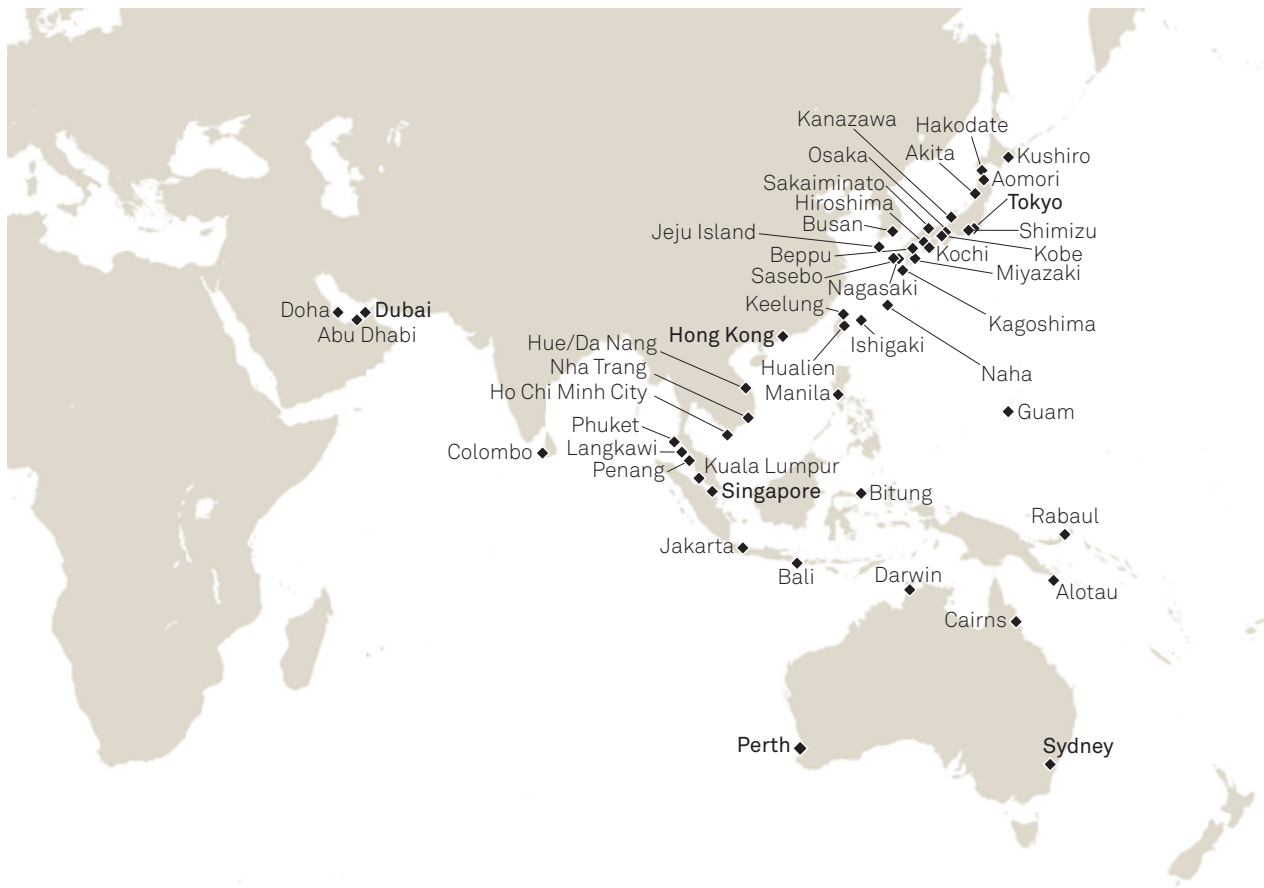 Kanazawa
Hakodate
Osaka
Akita
Kushiro
Sakaiminato
Aomori
Hiroshima
Tokyo
Busan
Jeju Island
Shimizu
Beppu
Kochi
Kobe
Sasebo
Miyazaki
Nagasaki
Keelung
Doha
Dubai
Abu Dhabi
Hong Kong
Kagoshima
Hue/Da Nang
Ishigaki
Nha Trang
Hualien
Naha
Ho Chi Minh City
Manila
Guam
Phuket
Colombo
Langkawi
Penang
Kuala Lumpur
Singapore
Bitung
Rabaul
Jakarta
Bali
Darwin
Alotau
Cairns
Perth
Sydney